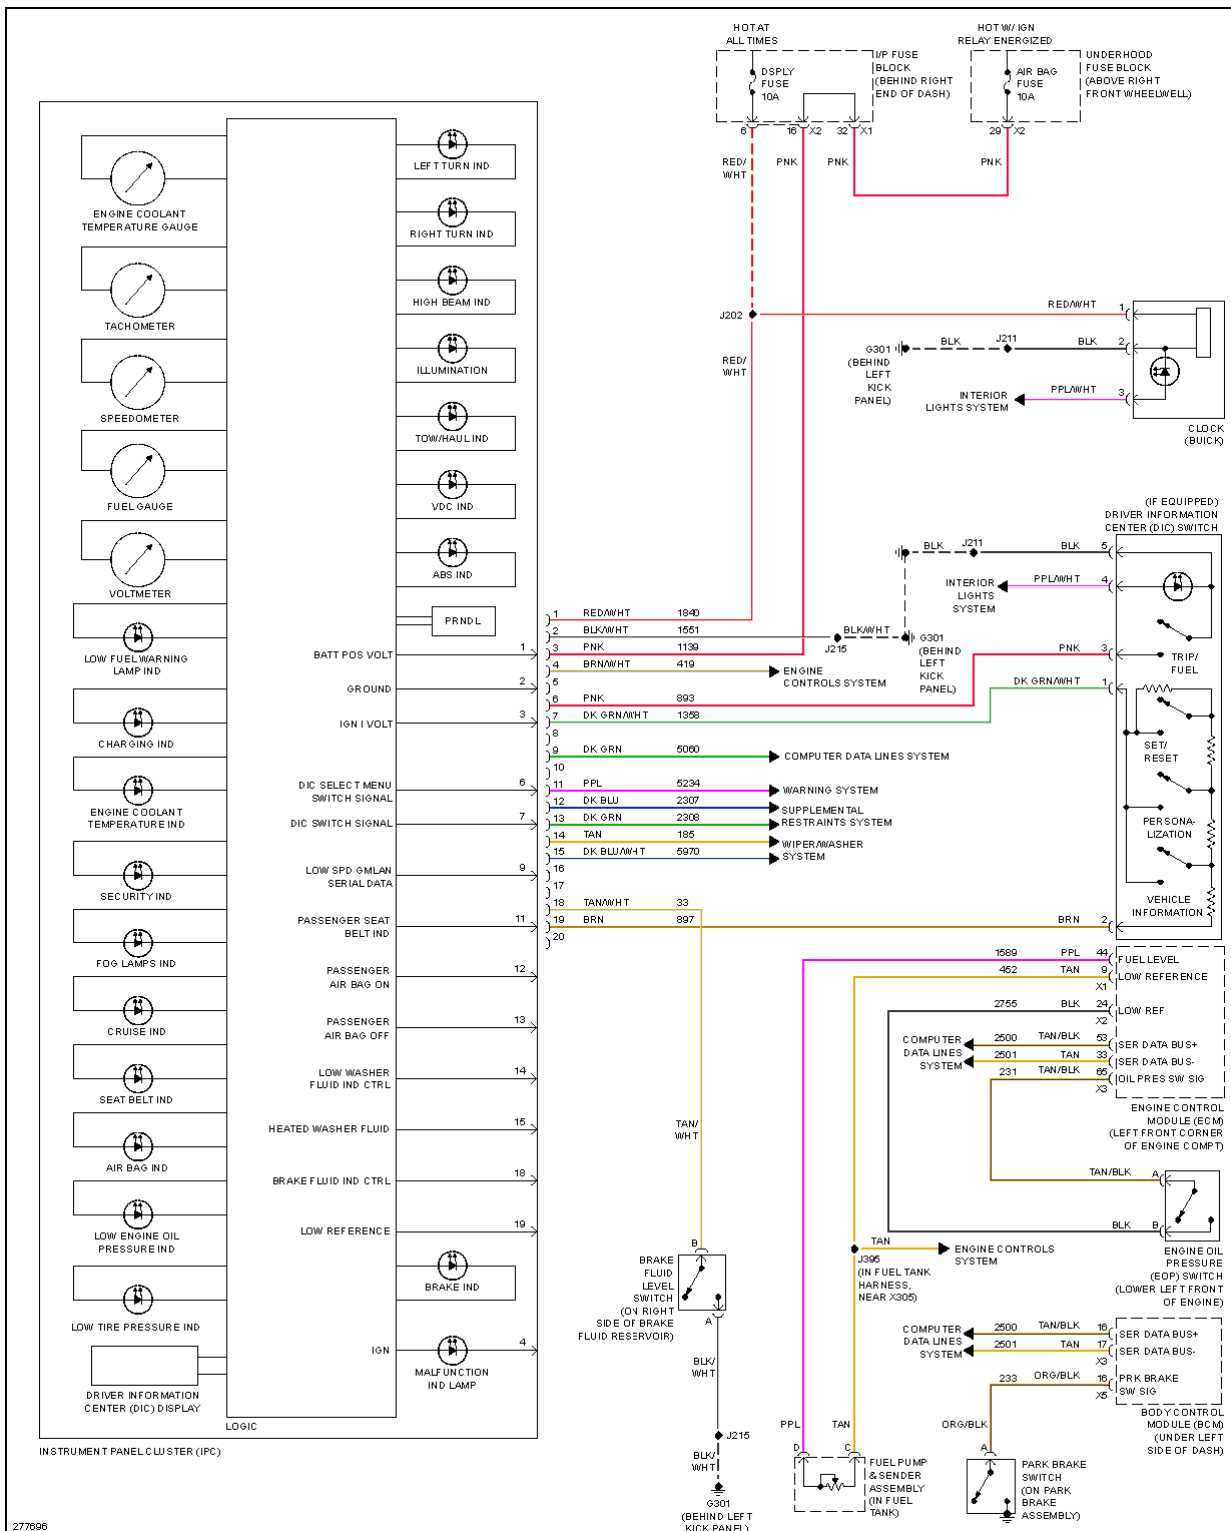 HOT AT
ALL TIMES
HOT W/ IGN
RELAY ENERGIZED
DSPLY
FUSE
10A
I/P FUSE
BLOCK
(BEHIND RIGHT
END OF DASH)
AIR BAG
FUSE
10A
UNDERHOOD
FUSE BLOCK
(ABOVE RIGHT
FRONT WHEELWELL)
6
16
X2
32
X1
29
X2
RED/
WHT
PNK
PNK
PNK
LEFT TURN IND
ENGINE COOLANT
TEMPERATURE GAUGE
RIGHT TURN IND
HIGH BEAM IND
TACHOMETER
ILLUMINATION
SPEEDOMETER
TOW/HAUL IND
FUEL GAUGE
VDC IND
VOLTMETER
ABS IND
PRNDL
J202
RED/
WHT
RED/WHT
1
G301
(BEHIND
LEFT
KICK
PANEL)
BLK
J211
BLK
2
INTERIOR
LIGHTS SYSTEM
PPL/WHT
3
CLOCK
(BUICK)
(IF EQUIPPED)
DRIVER INFORMATION
CENTER (DIC) SWITCH
BLK
J211
BLK
5
INTERIOR
LIGHTS
SYSTEM
PPL/WHT
4
PNK
3
TRIP/
FUEL
DK GRN/WHT
1
SET/
RESET
PERSONA-
LIZATION
VEHICLE
INFORMATION
BRN
2
1
RED/WHT
1840
2
BLK/WHT
1551
3
PNK
1139
4
BRN/WHT
419
5
6
PNK
893
7
DK GRN/WHT
1358
8
9
DK GRN
5060
10
11
PPL
5234
12
DK BLU
2307
13
DK GRN
2308
14
TAN
185
15
DK BLU/WHT
5970
16
17
18
TAN/WHT
33
19
BRN
897
20
J215
BLK/WHT
G301
(BEHIND
LEFT
KICK
PANEL)
ENGINE
CONTROLS SYSTEM
COMPUTER DATA LINES SYSTEM
WARNING SYSTEM
SUPPLEMENTAL
RESTRAINTS SYSTEM
WIPER/WASHER
SYSTEM
LOW FUEL WARNING
LAMP IND
CHARGING IND
ENGINE COOLANT
TEMPERATURE IND
SECURITY IND
FOG LAMPS IND
CRUISE IND
SEAT BELT IND
AIR BAG IND
LOW ENGINE OIL
PRESSURE IND
LOW TIRE PRESSURE IND
DRIVER INFORMATION
CENTER (DIC) DISPLAY
BATT POS VOLT
1
GROUND
2
IGN I VOLT
3
DIC SELECT MENU
SWITCH SIGNAL
6
DIC SWITCH SIGNAL
7
LOW SPD GMLAN
SERIAL DATA
9
PASSENGER SEAT
BELT IND
11
PASSENGER
AIR BAG ON
12
PASSENGER
AIR BAG OFF
13
LOW WASHER
FLUID IND CTRL
14
HEATED WASHER FLUID
15
BRAKE FLUID IND CTRL
18
LOW REFERENCE
19
BRAKE IND
IGN
4
MALFUNCTION
IND LAMP
LOGIC
INSTRUMENT PANEL CLUSTER (IPC)
1589
PPL
44
FUEL LEVEL
452
TAN
9
LOW REFERENCE
X1
2755
BLK
24
LOW REF
X2
COMPUTER
DATA LINES
SYSTEM
2500
TAN/BLK
53
SER DATA BUS+
2501
TAN
33
SER DATA BUS-
231
TAN/BLK
65
OIL PRES SW SIG
X3
ENGINE CONTROL
MODULE (ECM)
(LEFT FRONT CORNER
OF ENGINE COMPT)
TAN/BLK
A
BLK
B
ENGINE OIL
PRESSURE
(EOP) SWITCH
(LOWER LEFT FRONT
OF ENGINE)
TAN/
WHT
B
BRAKE
FLUID
LEVEL
SWITCH
(ON RIGHT
SIDE OF BRAKE
FLUID RESERVOIR)
A
BLK/
WHT
J215
BLK/
WHT
G301
(BEHIND LEFT
KICK PANEL)
TAN
ENGINE CONTROLS
SYSTEM
J395
(IN FUEL TANK
HARNESS,
NEAR X305)
COMPUTER
DATA LINES
SYSTEM
2500
TAN/BLK
16
SER DATA BUS+
2501
TAN
17
SER DATA BUS-
X3
233
ORG/BLK
16
PRK BRAKE
SW SIG
X5
BODY CONTROL
MODULE (BCM)
(UNDER LEFT
SIDE OF DASH)
PPL
TAN
D
C
FUEL PUMP
& SENDER
ASSEMBLY
(IN FUEL
TANK)
ORG/BLK
A
PARK BRAKE
SWITCH
(ON PARK
BRAKE
ASSEMBLY)
277696